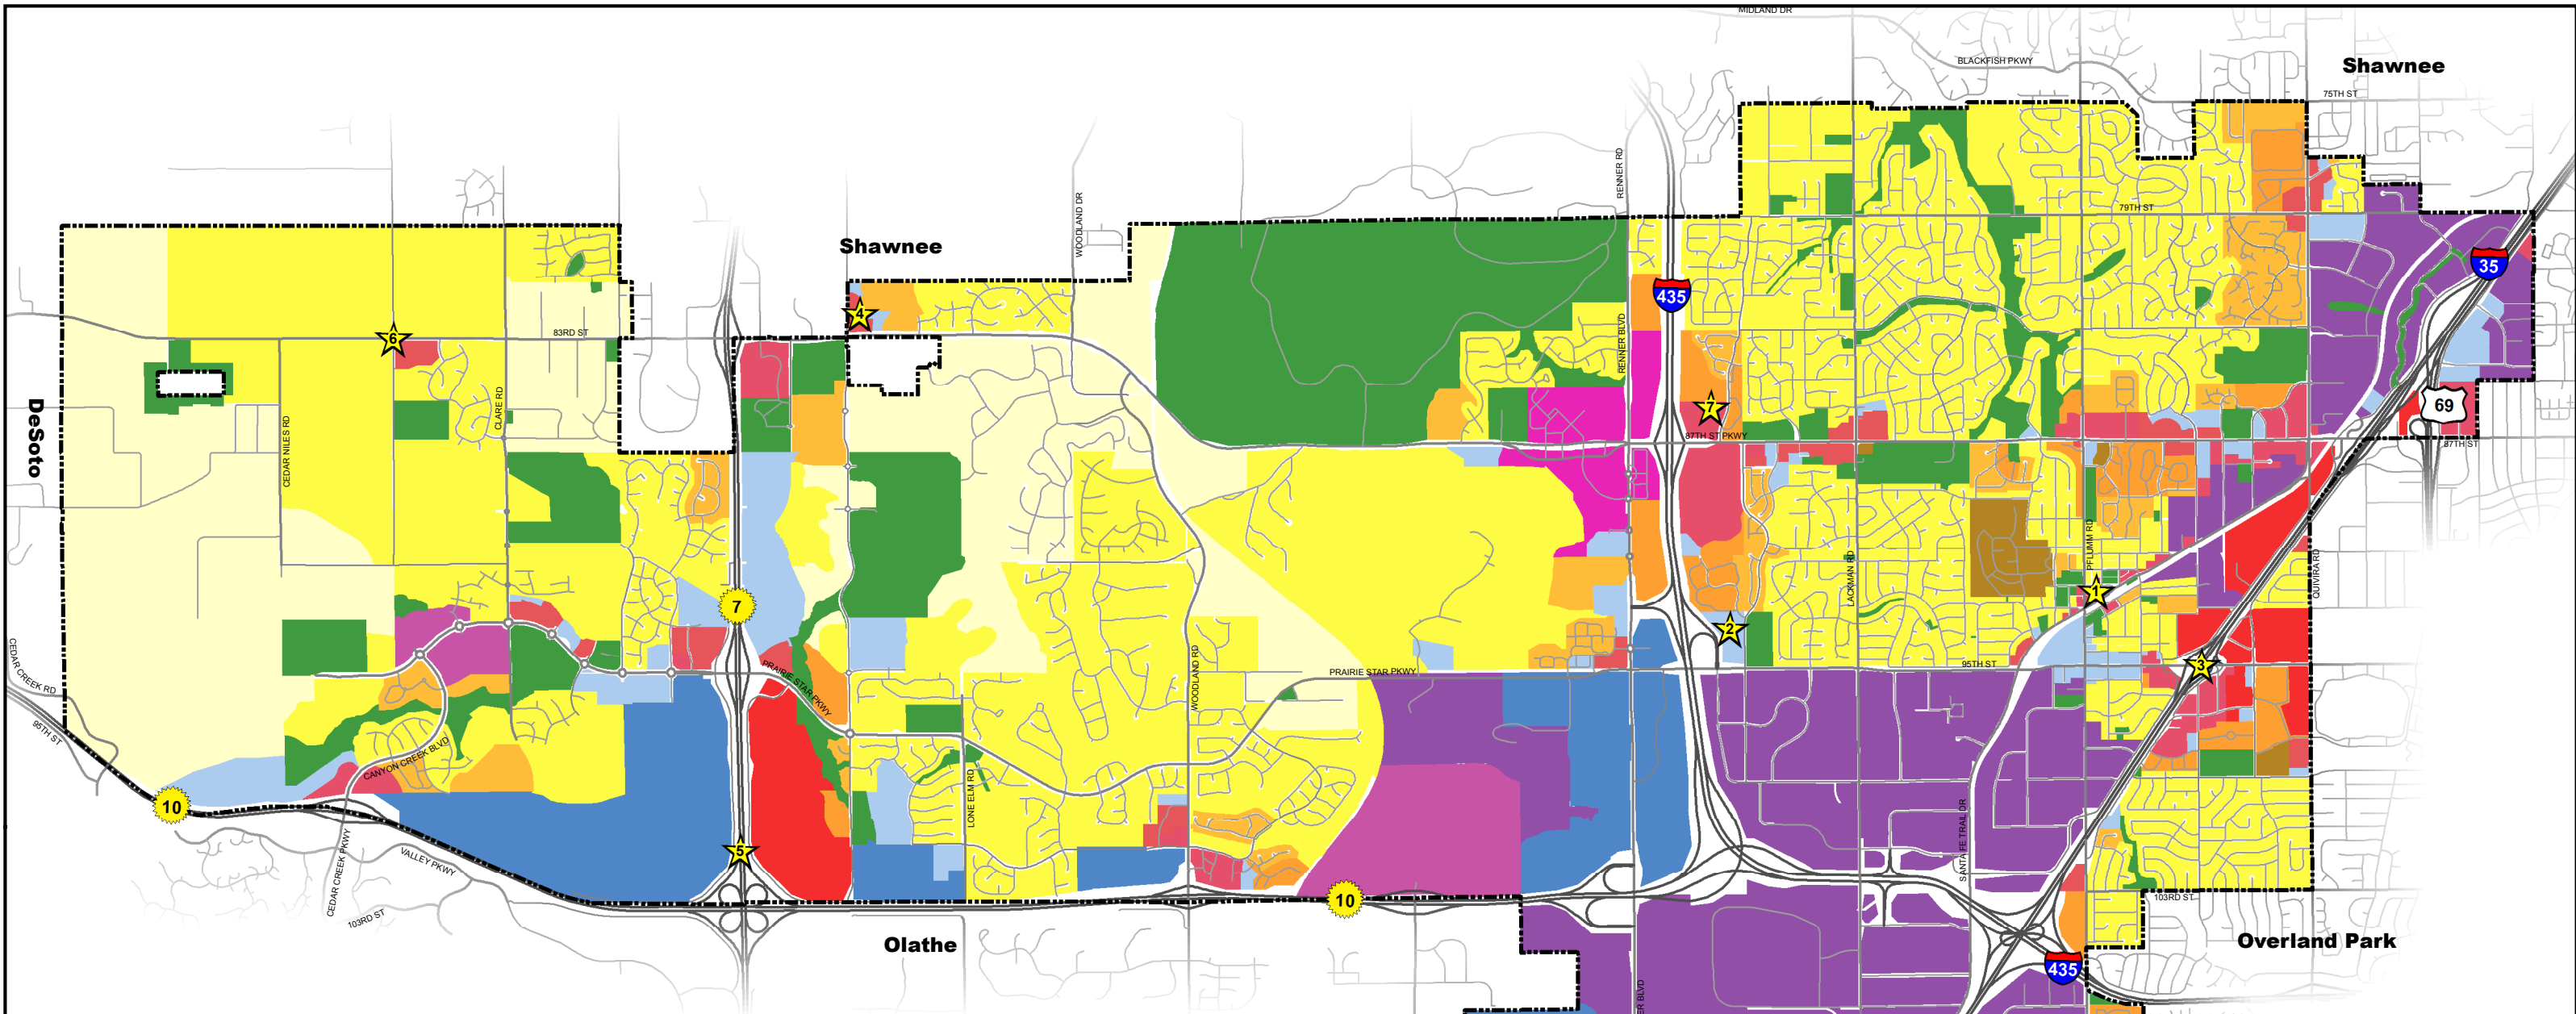 MIDLAND DR
BLACKFISH PKWY
Shawnee
75TH ST
RENNER RD
WOODLAND DR
79TH ST
Shawnee
35
435
4
83RD ST
6
RENNER BLVD
DeSoto
CLARE RD
CEDAR NILES RD
7
69
87TH ST PKWY
87TH ST
PFLUMM RD
QUIVIRA RD
LACKMAN RD
1
7
2
CEDAR CREEK RD
PRAIRIE STAR PKWY
WOODLAND RD
PRAIRIE STAR PKWY
95TH ST
3
95TH ST
CANYON CREEK BLVD
LONE ELM RD
10
SANTA FE TRAIL DR
5
CEDAR CREEK PKWY
VALLEY PKWY
10
103RD ST
103RD ST
Olathe
Overland Park
435
ER BLVD